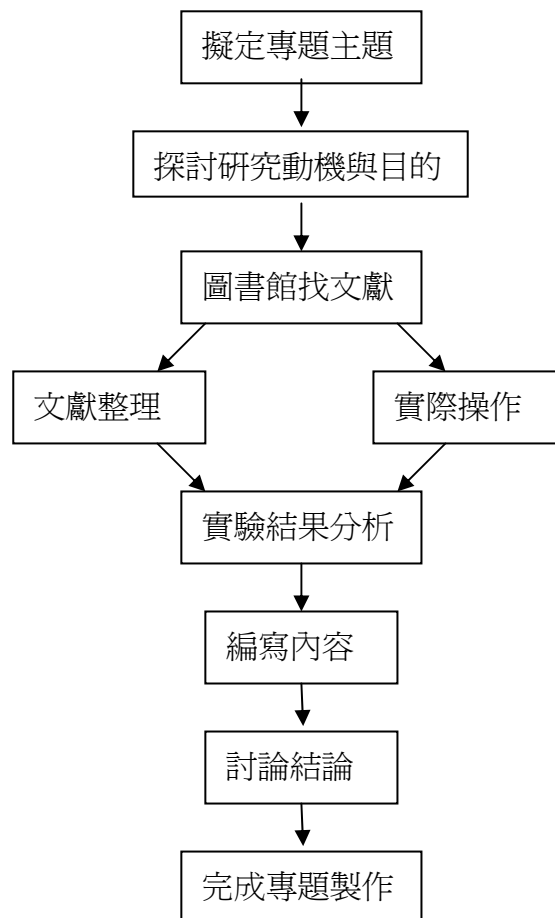 擬定專題主題
探討研究動機與目的
圖書館找文獻
文獻整理
實際操作
實驗結果分析
編寫內容
討論結論
完成專題製作